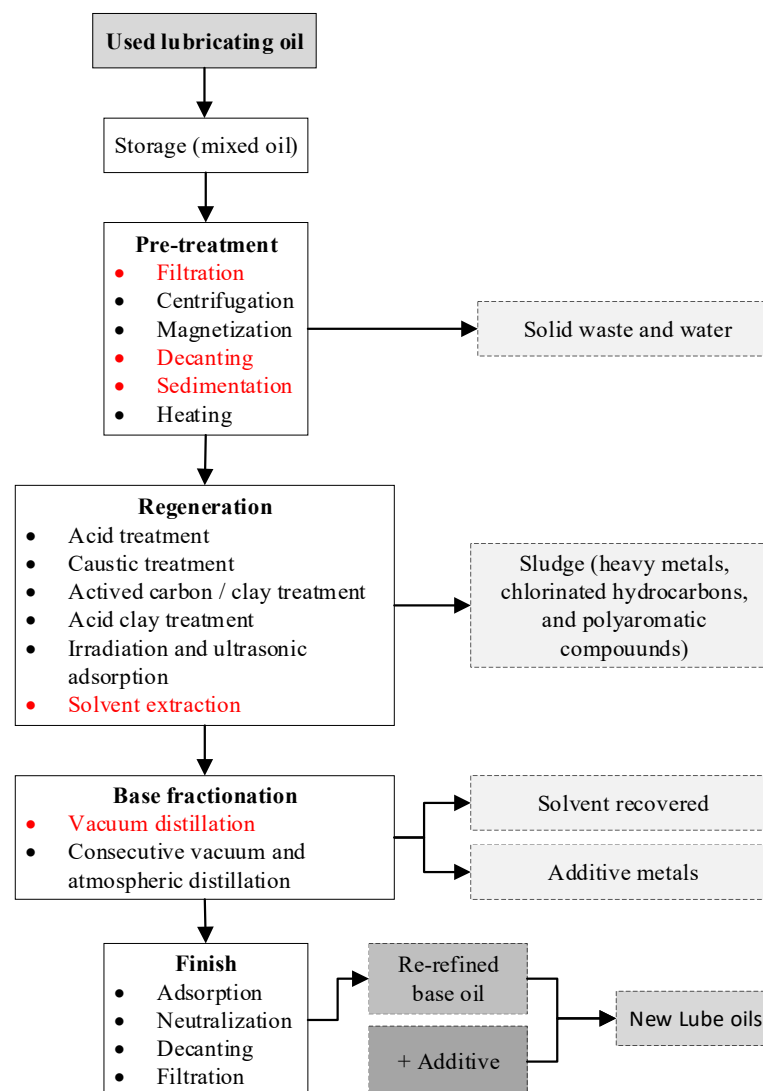 Used lubricating oil
Storage (mixed oil)
Pre-treatment
• Filtration
• Centrifugation
• Magnetization
• Decanting
• Sedimentation
• Heating
Solid waste and water
Regeneration
• Acid treatment
• Caustic treatment
• Actived carbon / clay treatment
• Acid clay treatment
• Irradiation and ultrasonic
adsorption
• Solvent extraction
Sludge (heavy metals,
chlorinated hydrocarbons,
and polyaromatic
compouunds)
Base fractionation
• Vacuum distillation
• Consecutive vacuum and
atmospheric distillation
Solvent recovered
Additive metals
Finish
• Adsorption
• Neutralization
• Decanting
• Filtration
Re-refined
base oil
+ Additive
New Lube oils